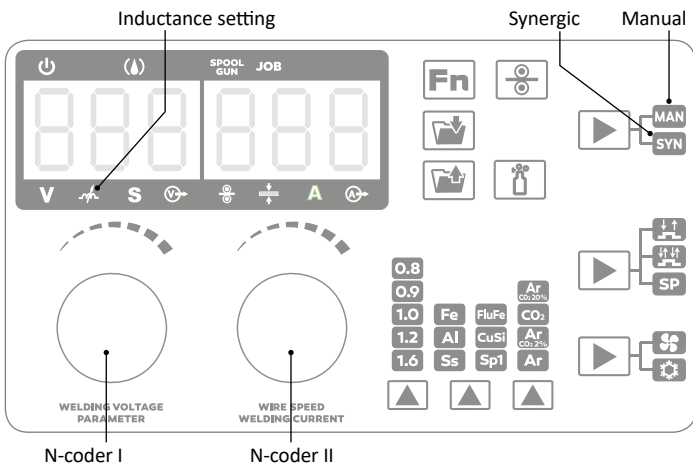 Inductance setting
Synergic
Manual
SPOOL
GUN
JOB
Fn
MAN
SYN
V
S
V
A
A
SP
0.8
0.9
1.0
1.2
1.6
Fe
Al
Ss
FluFe
CuSi
Sp1
Ar
CO₂ 20%
CO₂
Ar
CO₂ 2%
Ar
WELDING VOLTAGE
PARAMETER
WIRE SPEED
WELDING CURRENT
N-coder I
N-coder II